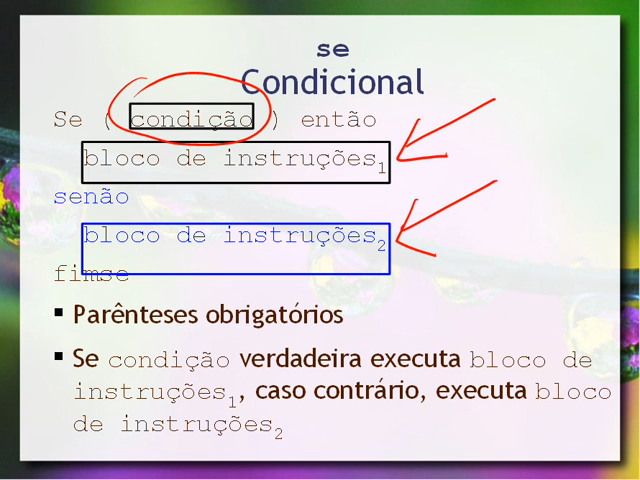 se
Condicional
Se ( condição ) então
bloco de instruções₁
senão
bloco de instruções₂
fimse
▪ Parênteses obrigatórios
▪ Se condição verdadeira executa bloco de
instruções₁, caso contrário, executa bloco
de instruções₂